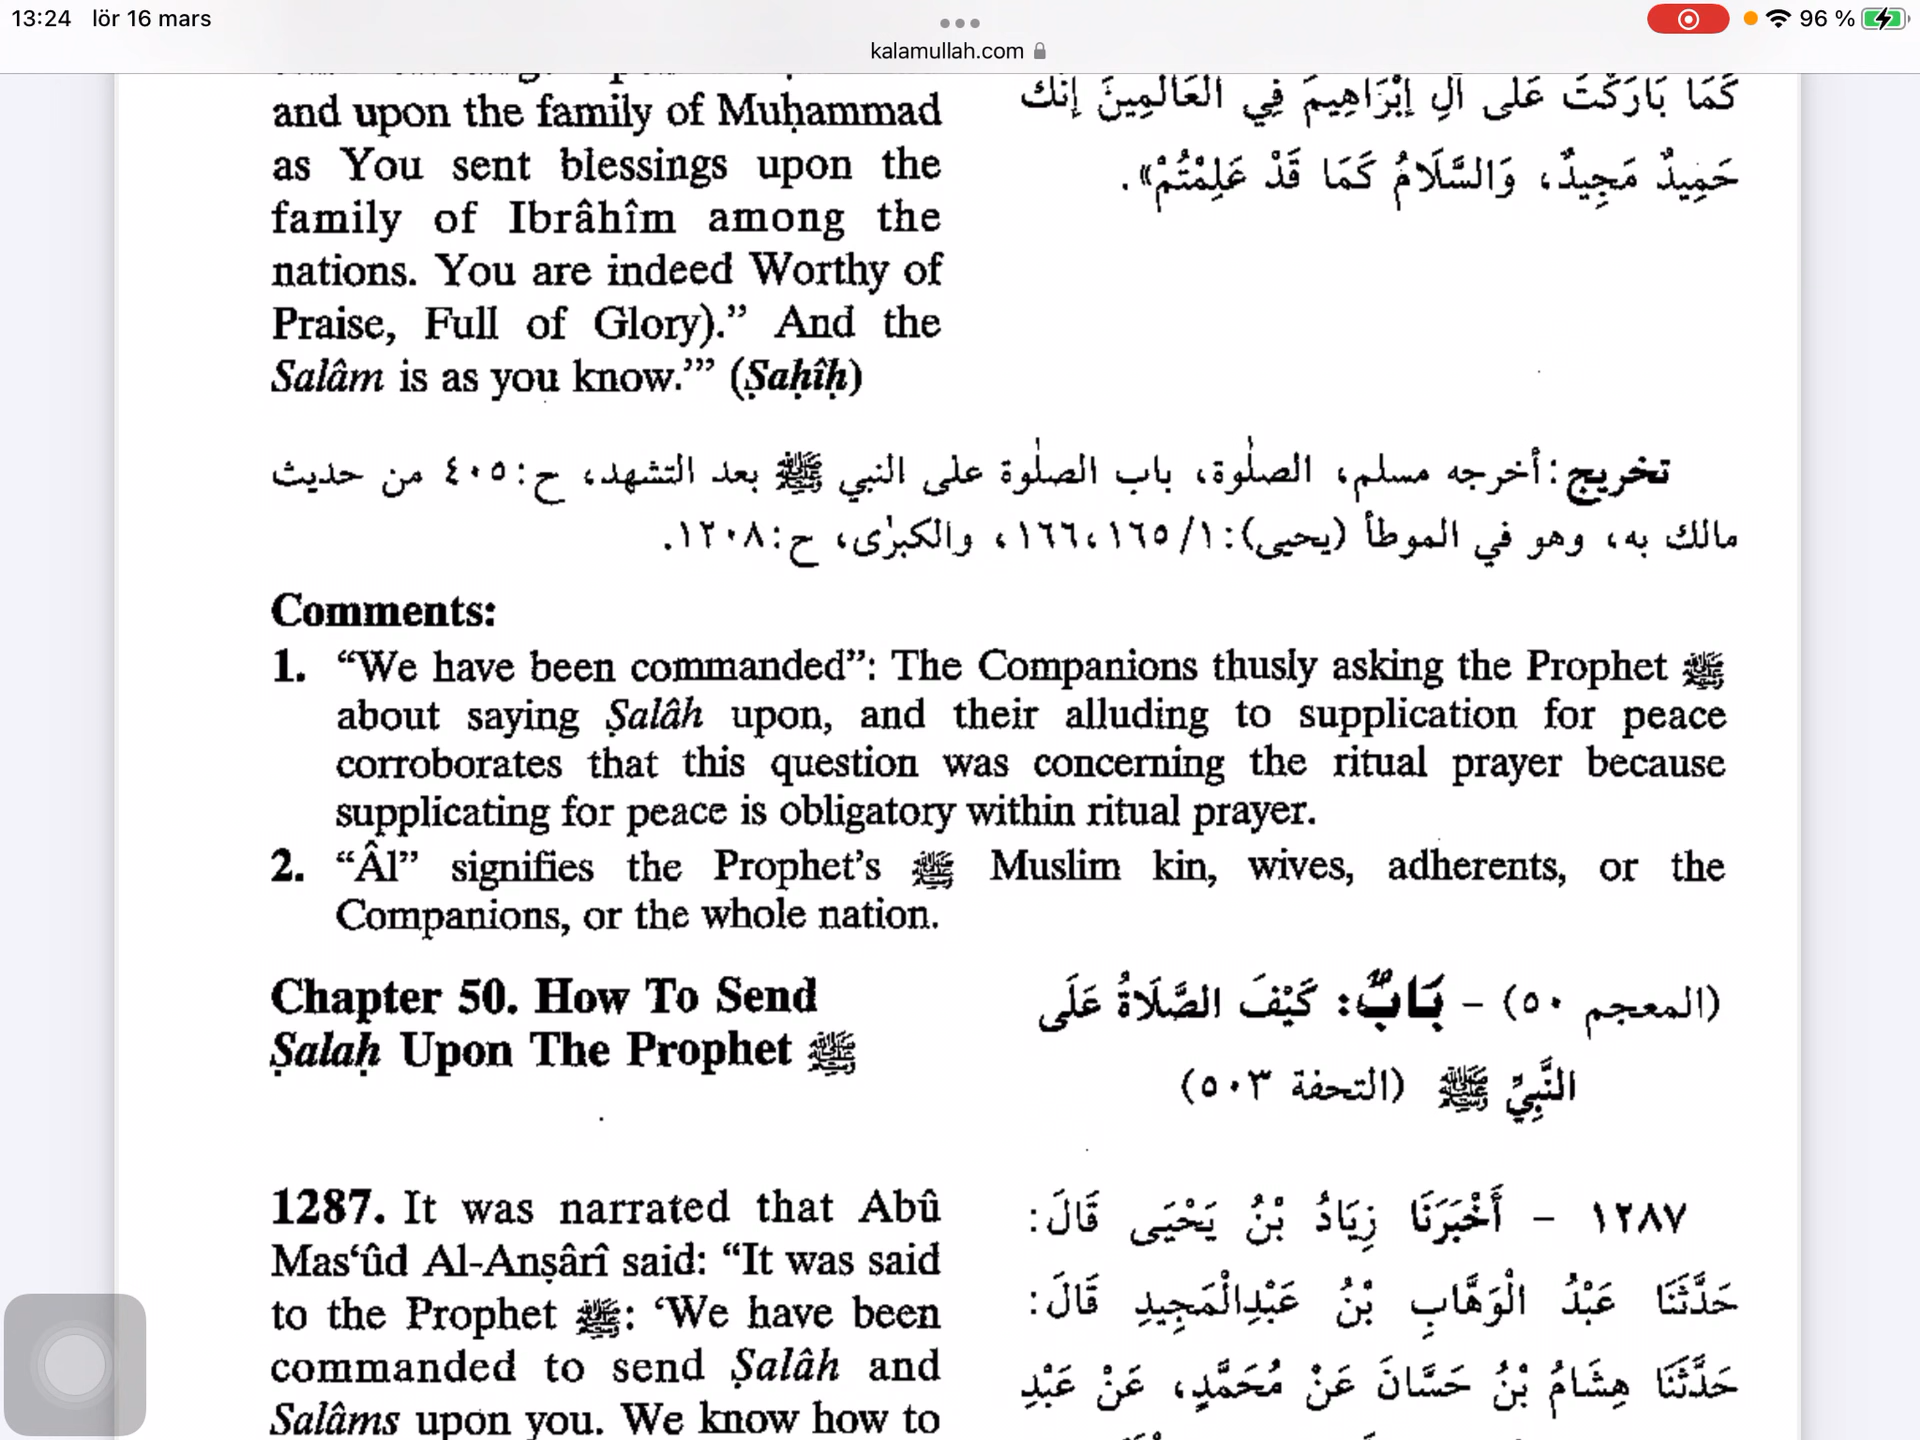 13:24 lör 16 mars
96 %
kalamullah.com
and upon the family of Muḥammad
as You sent blessings upon the
family of Ibrâhîm among the
nations. You are indeed Worthy of
Praise, Full of Glory).” And the
Salâm is as you know.’” (Ṣaḥîḥ)
كَمَا بَارَكْتَ عَلَى آلِ إِبْرَاهِيمَ فِي الْعَالَمِينَ إِنَّكَ
حَمِيدٌ مَجِيدٌ، وَالسَّلَامُ كَمَا قَدْ عَلِمْتُمْ».
تخريج: أخرجه مسلم، الصلٰوة، باب الصلٰوة على النبي ﷺ بعد التشهد، ح: ٤٠٥ من حديث
مالك به، وهو في الموطأ (يحيى): ١/ ١٦٥، ١٦٦، والكبرٰى، ح: ١٢٠٨.
Comments:
1. “We have been commanded”: The Companions thusly asking the Prophet ﷺ
about saying Ṣalâh upon, and their alluding to supplication for peace
corroborates that this question was concerning the ritual prayer because
supplicating for peace is obligatory within ritual prayer.
2. “Âl” signifies the Prophet’s ﷺ Muslim kin, wives, adherents, or the
Companions, or the whole nation.
Chapter 50. How To Send
Ṣalaḥ Upon The Prophet ﷺ
(المعجم ٥٠) – بَابٌ: كَيْفَ الصَّلَاةُ عَلَى
النَّبِيِّ ﷺ (التحفة ٥٠٣)
1287. It was narrated that Abû
Mas‘ûd Al-Anṣârî said: “It was said
to the Prophet ﷺ: ‘We have been
commanded to send Ṣalâh and
Salâms upon you. We know how to
١٢٨٧ – أَخْبَرَنَا زِيَادُ بْنُ يَحْيَى قَالَ:
حَدَّثَنَا عَبْدُ الْوَهَّابِ بْنُ عَبْدِالْمَجِيدِ قَالَ:
حَدَّثَنَا هِشَامُ بْنُ حَسَّانَ عَنْ مُحَمَّدٍ، عَنْ عَبْدِ